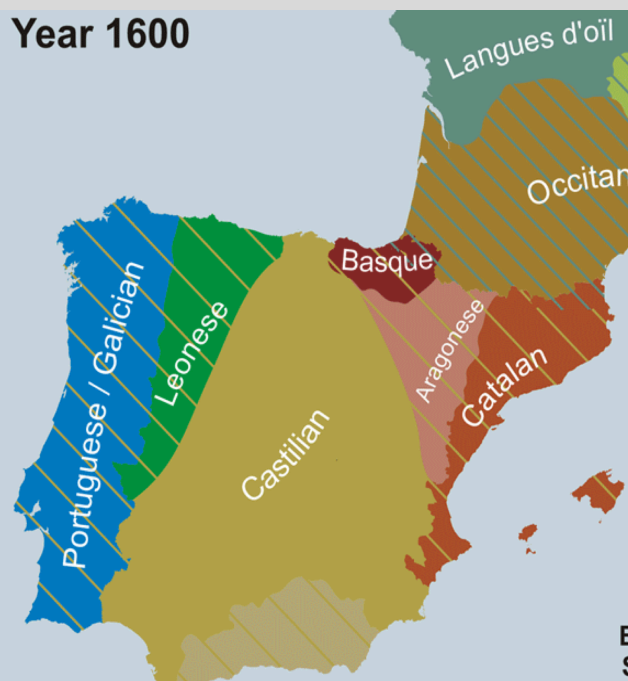 Year 1600
Langues d'oïl
Occitan
Basque
Portuguese / Galician
Leonese
Aragonese
Catalan
Castilian